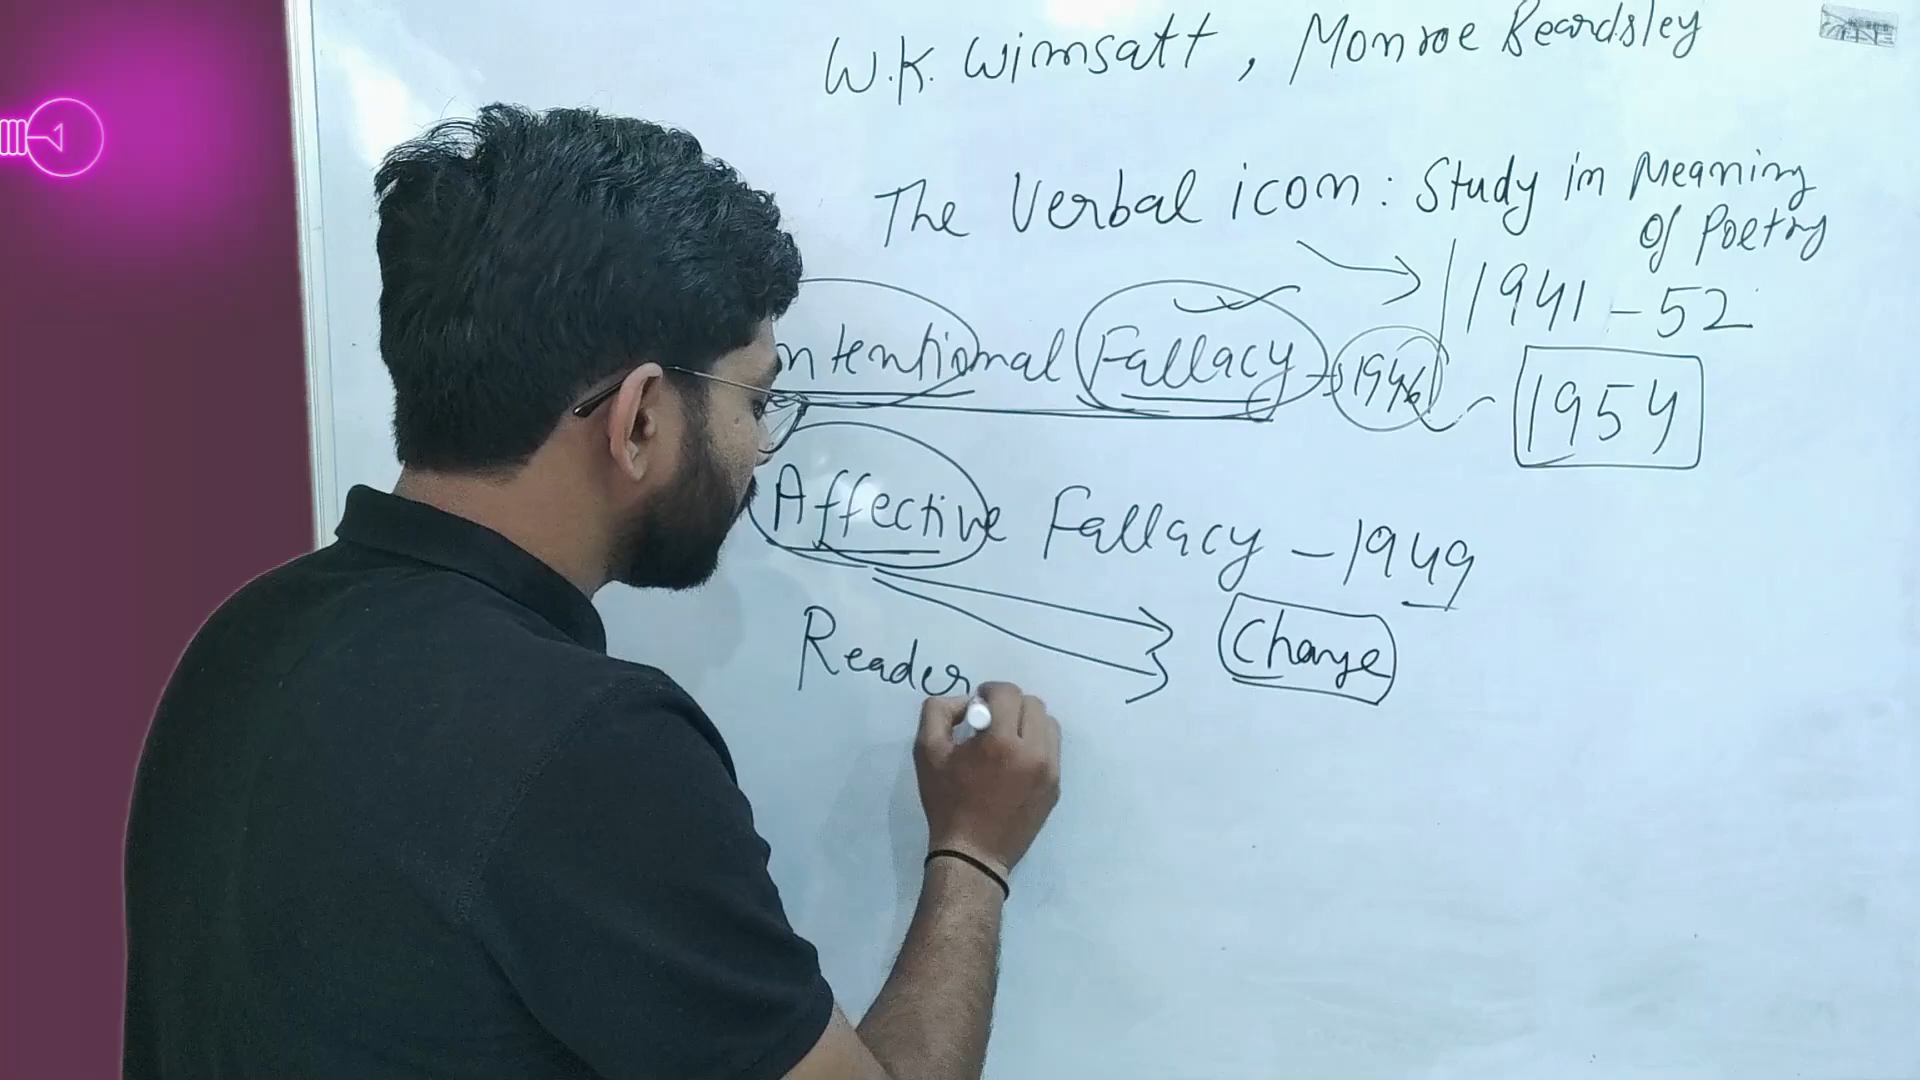 W.K. Wimsatt, Monroe Beardsley
The Verbal icon : Study in Meaning
of Poetry
1941 - 52
ntentional Fallacy → 1946 - 1954
Affective Fallacy - 1949
Reader
Change